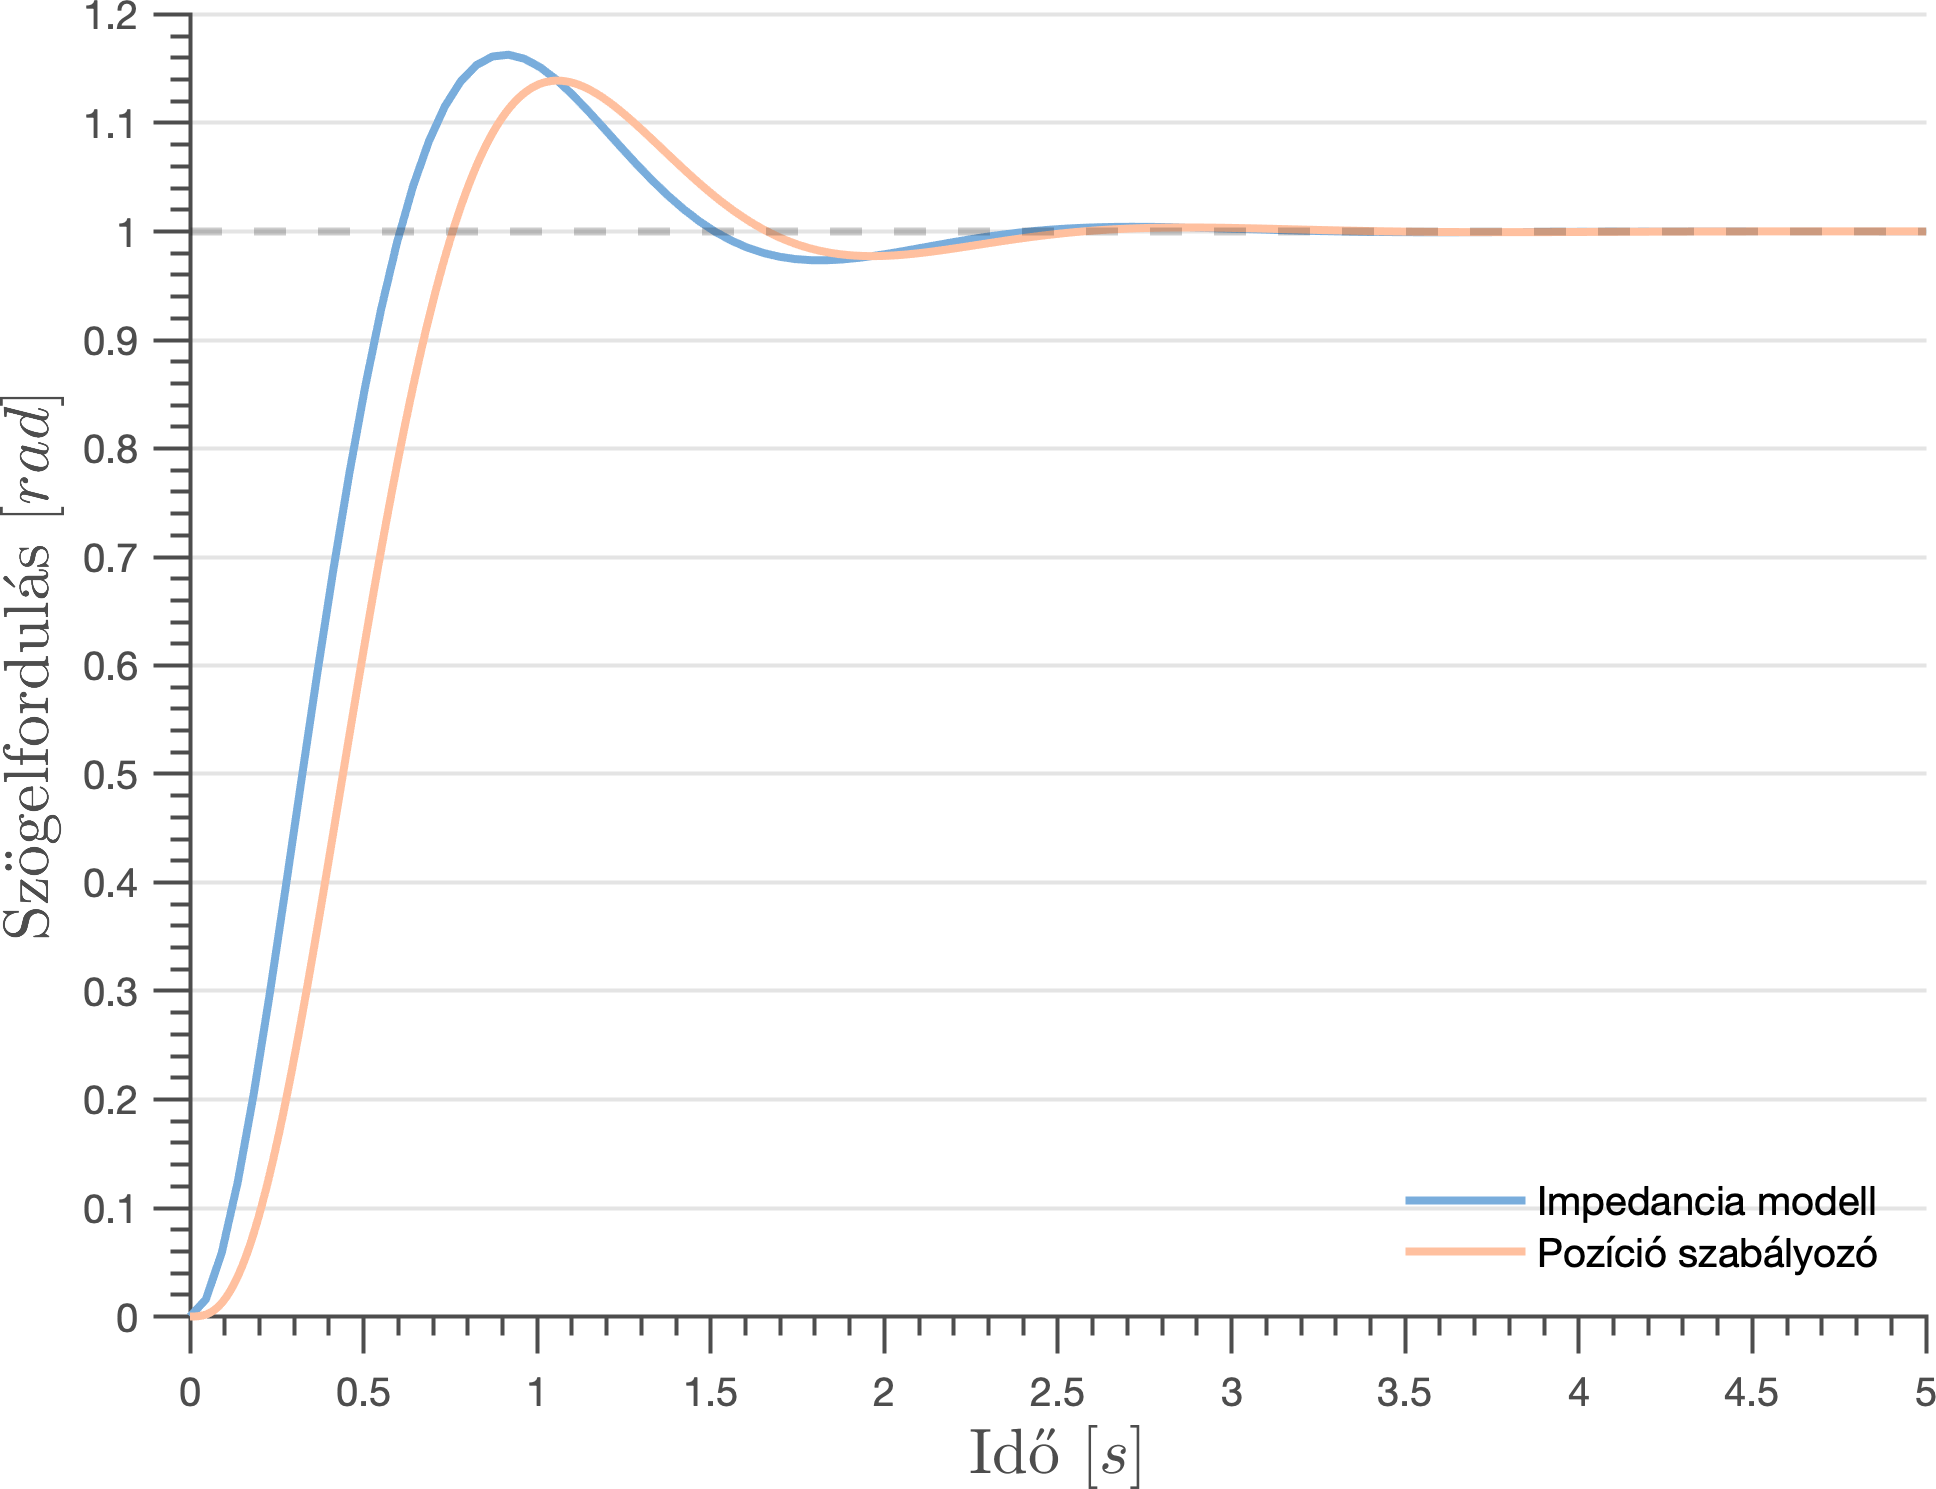 1.2
1.1
1
0.9
0.8
0.7
0.6
0.5
0.4
0.3
0.2
0.1
0
Szögelfordulás [rad]
Impedancia modell
Pozíció szabályozó
0 0.5 1 1.5 2 2.5 3 3.5 4 4.5 5
Idő [s]